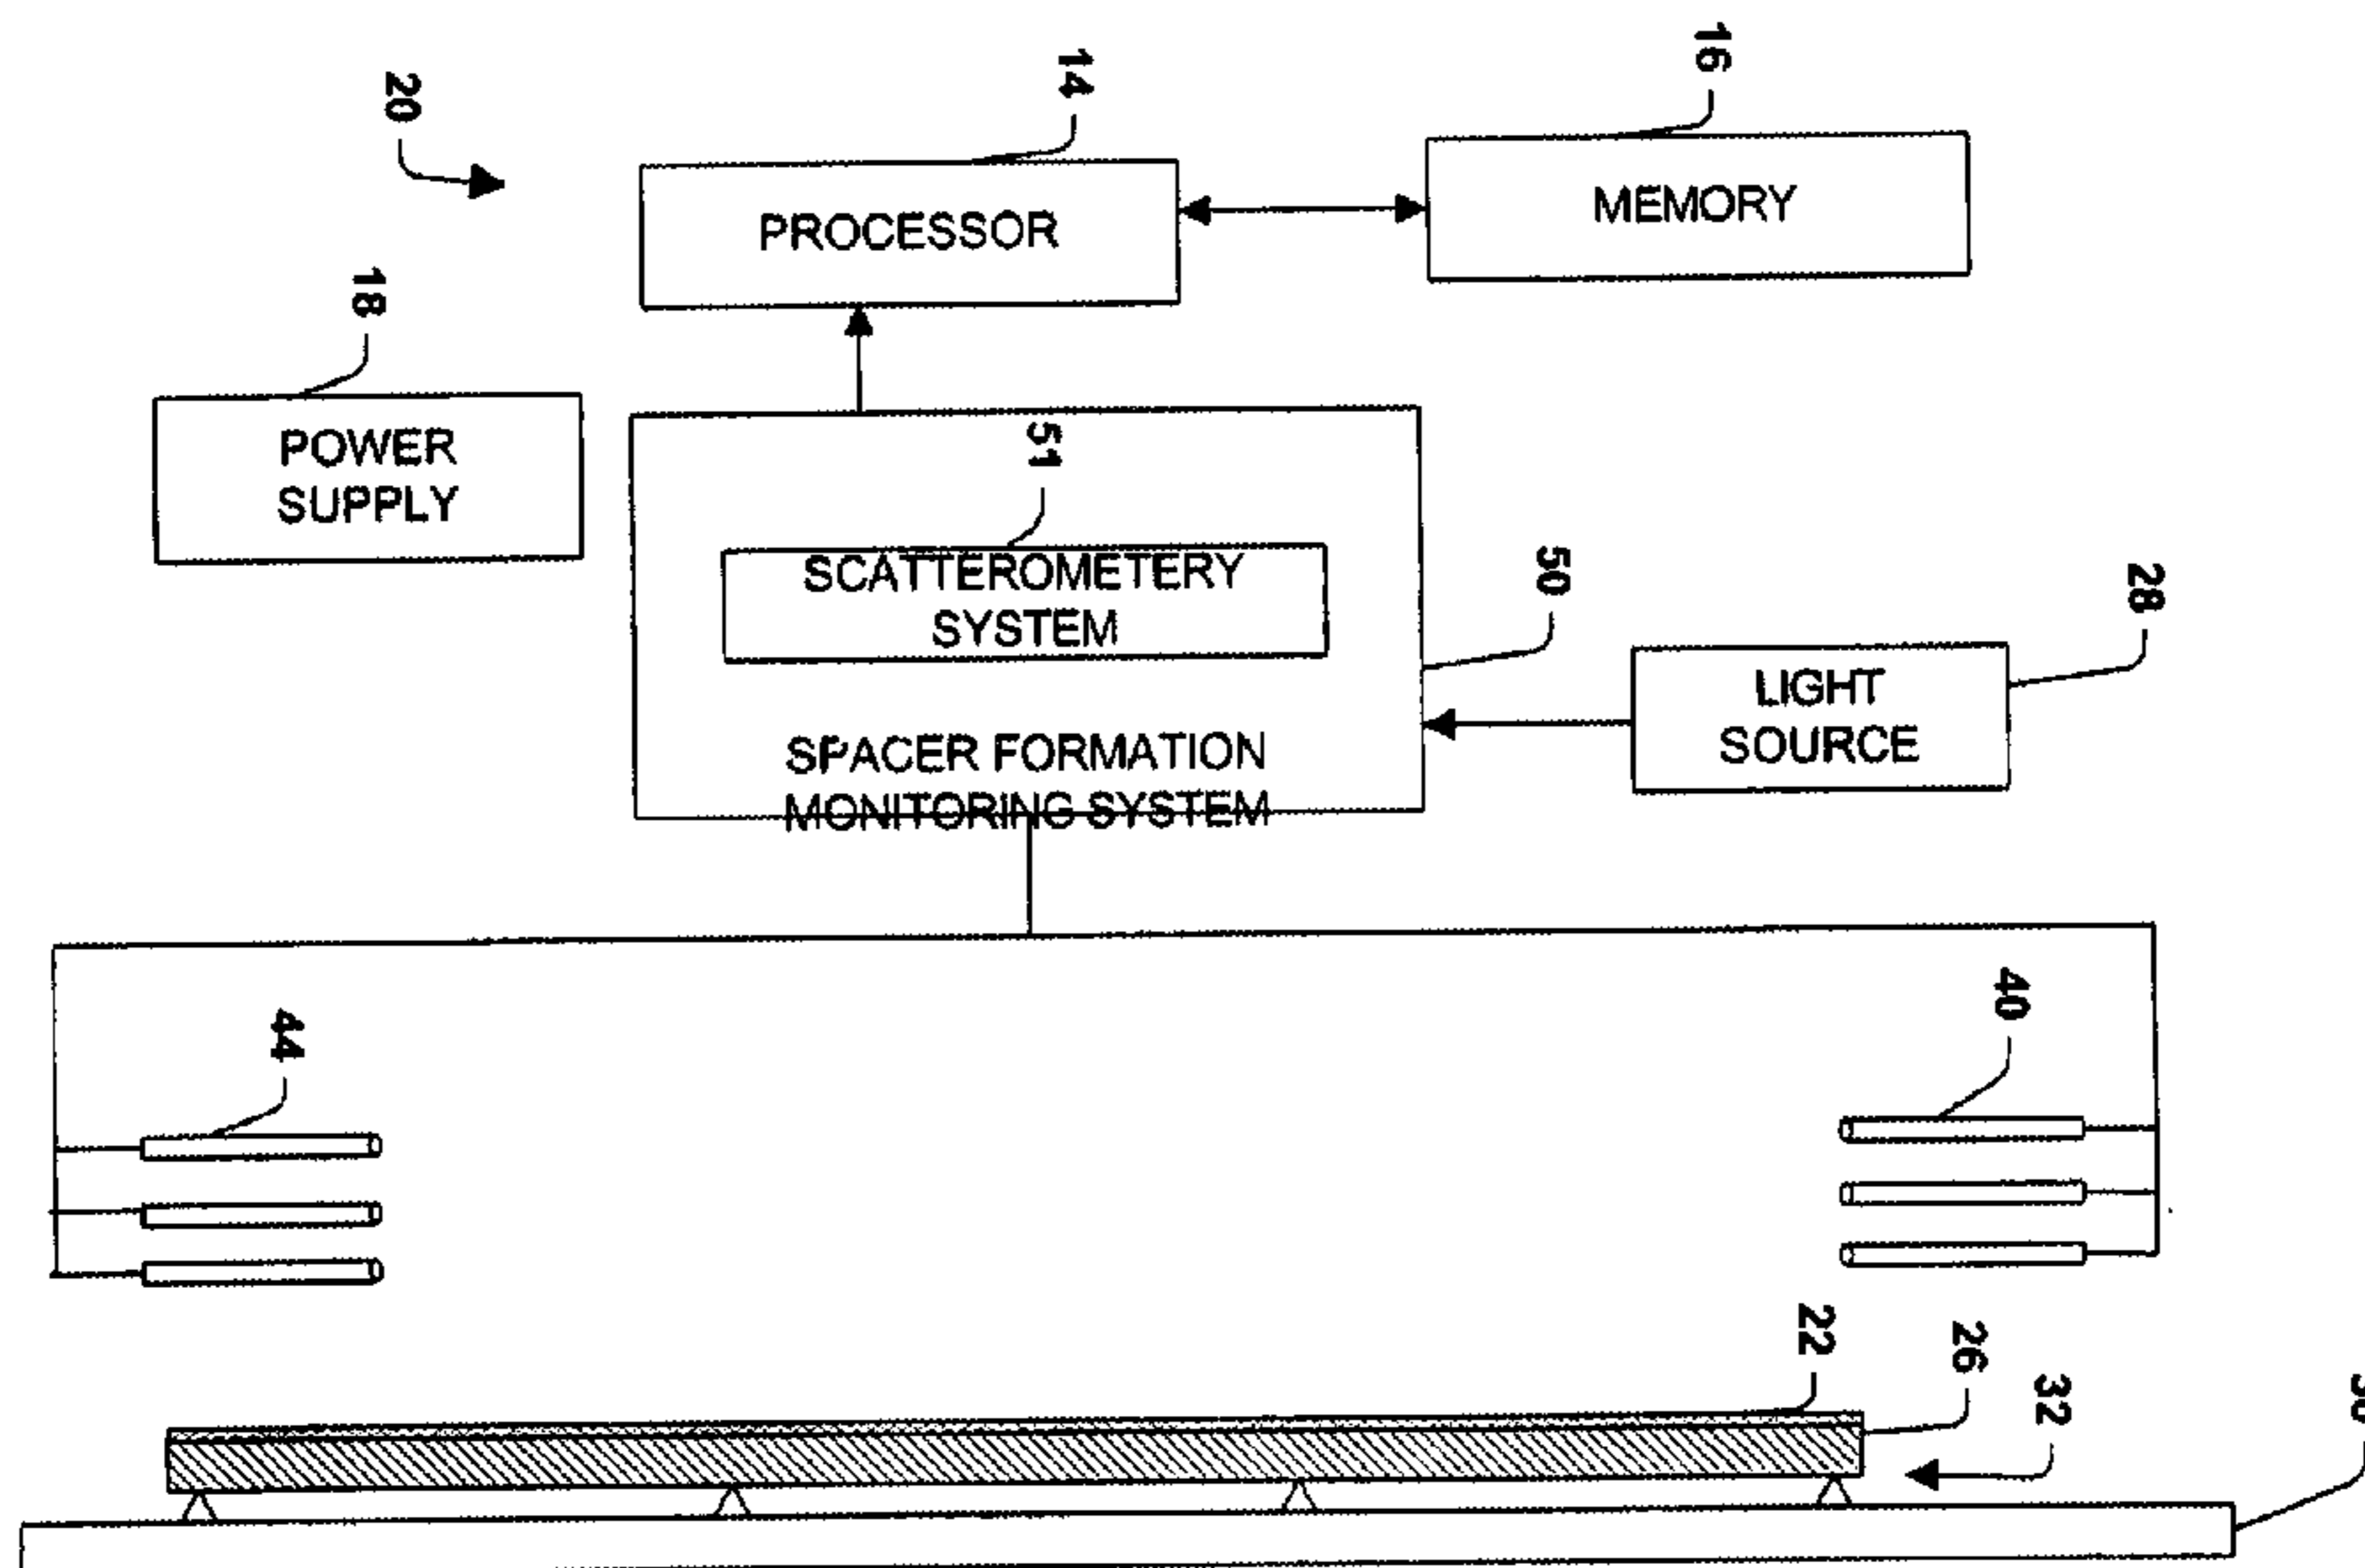 16
14
20
MEMORY
PROCESSOR
18
POWER
SUPPLY
51
SCATTEROMETERY
SYSTEM
50
28
LIGHT
SOURCE
SPACER FORMATION
MONITORING SYSTEM
40
44
22
26
32